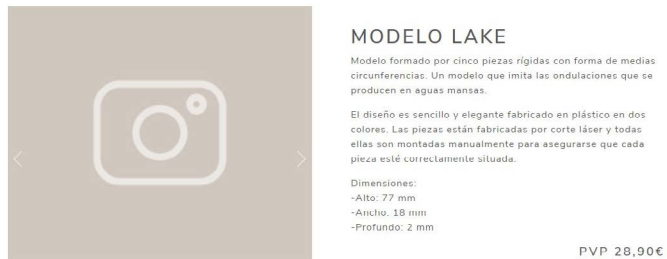 MODELO LAKE
Modelo formado por cinco piezas rígidas con forma de medias
circunferencias. Un modelo que imita las ondulaciones que se
producen en aguas mansas.
El diseño es sencillo y elegante fabricado en plástico en dos
colores. Las piezas están fabricadas por corte láser y todas
ellas son montadas manualmente para asegurarse que cada
pieza esté correctamente situada.
Dimensiones:
-Alto: 77 mm
-Ancho. 18 mm
-Profundo: 2 mm
PVP 28,90€